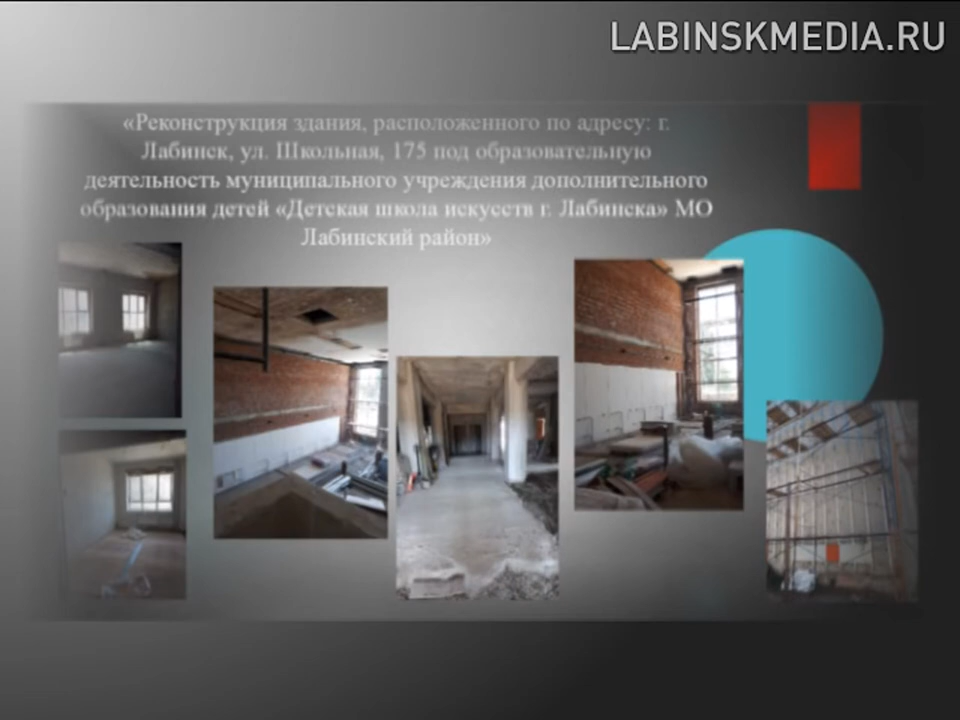 LABINSKMEDIA.RU
«Реконструкция здания, расположенного по адресу: г.
Лабинск, ул. Школьная, 175 под образовательную
деятельность муниципального учреждения дополнительного
образования детей «Детская школа искусств г. Лабинска» МО
Лабинский район»